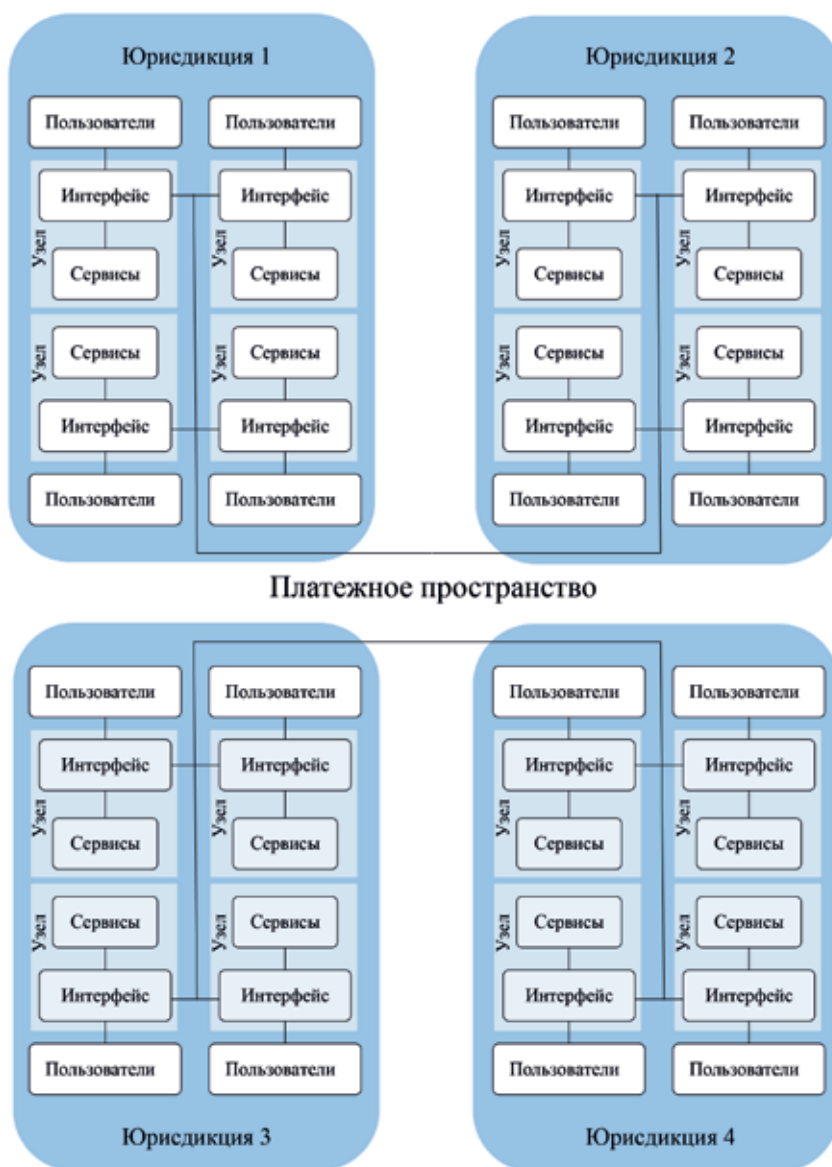 Юрисдикция 1
Юрисдикция 2
Пользователи
Пользователи
Пользователи
Пользователи
Интерфейс
Интерфейс
Интерфейс
Интерфейс
Узел
Узел
Узел
Узел
Сервисы
Сервисы
Сервисы
Сервисы
Узел
Узел
Узел
Узел
Сервисы
Сервисы
Сервисы
Сервисы
Интерфейс
Интерфейс
Интерфейс
Интерфейс
Пользователи
Пользователи
Пользователи
Пользователи
Платежное пространство
Пользователи
Пользователи
Пользователи
Пользователи
Интерфейс
Интерфейс
Интерфейс
Интерфейс
Узел
Узел
Узел
Узел
Сервисы
Сервисы
Сервисы
Сервисы
Узел
Узел
Узел
Узел
Сервисы
Сервисы
Сервисы
Сервисы
Интерфейс
Интерфейс
Интерфейс
Интерфейс
Пользователи
Пользователи
Пользователи
Пользователи
Юрисдикция 3
Юрисдикция 4